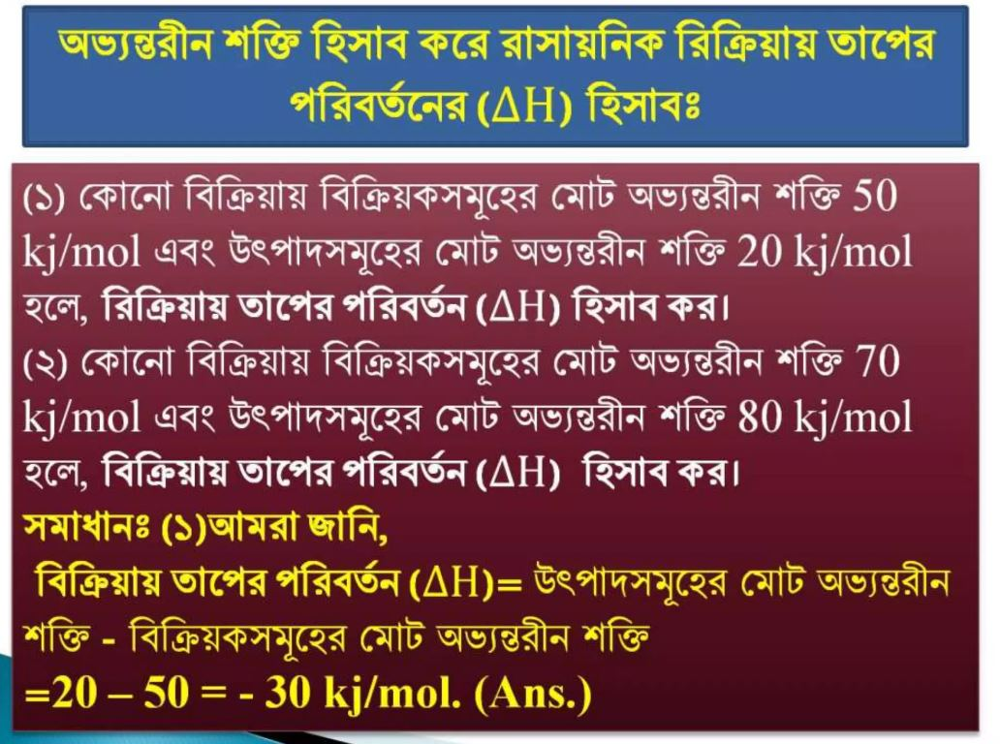 অভ্যন্তরীন শক্তি হিসাব করে রাসায়নিক রিক্রিয়ায় তাপের
পরিবর্তনের (ΔH) হিসাবঃ
(১) কোনো বিক্রিয়ায় বিক্রিয়কসমূহের মোট অভ্যন্তরীন শক্তি 50
kj/mol এবং উৎপাদসমূহের মোট অভ্যন্তরীন শক্তি 20 kj/mol
হলে, রিক্রিয়ায় তাপের পরিবর্তন (ΔH) হিসাব কর।
(২) কোনো বিক্রিয়ায় বিক্রিয়কসমূহের মোট অভ্যন্তরীন শক্তি 70
kj/mol এবং উৎপাদসমূহের মোট অভ্যন্তরীন শক্তি 80 kj/mol
হলে, বিক্রিয়ায় তাপের পরিবর্তন (ΔH) হিসাব কর।
সমাধানঃ (১)আমরা জানি,
বিক্রিয়ায় তাপের পরিবর্তন (ΔH)= উৎপাদসমূহের মোট অভ্যন্তরীন
শক্তি - বিক্রিয়কসমূহের মোট অভ্যন্তরীন শক্তি
=20 – 50 = - 30 kj/mol. (Ans.)